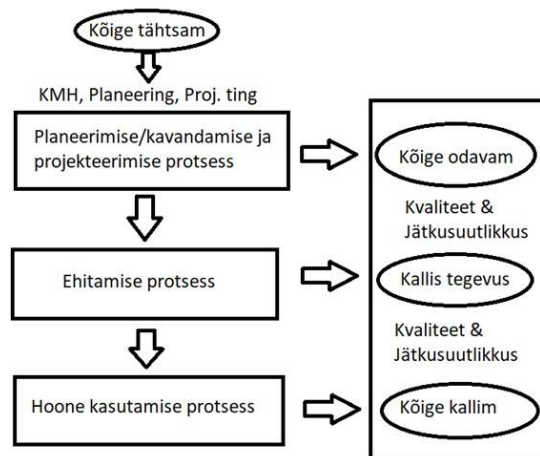 Kõige tähtsam
KMH, Planeering, Proj. ting
Planeerimise/kavandamise ja
projekteerimise protsess
Kõige odavam
Kvaliteet &
Jätkusuutlikkus
Ehitamise protsess
Kallis tegevus
Kvaliteet &
Jätkusuutlikkus
Hoone kasutamise protsess
Kõige kallim